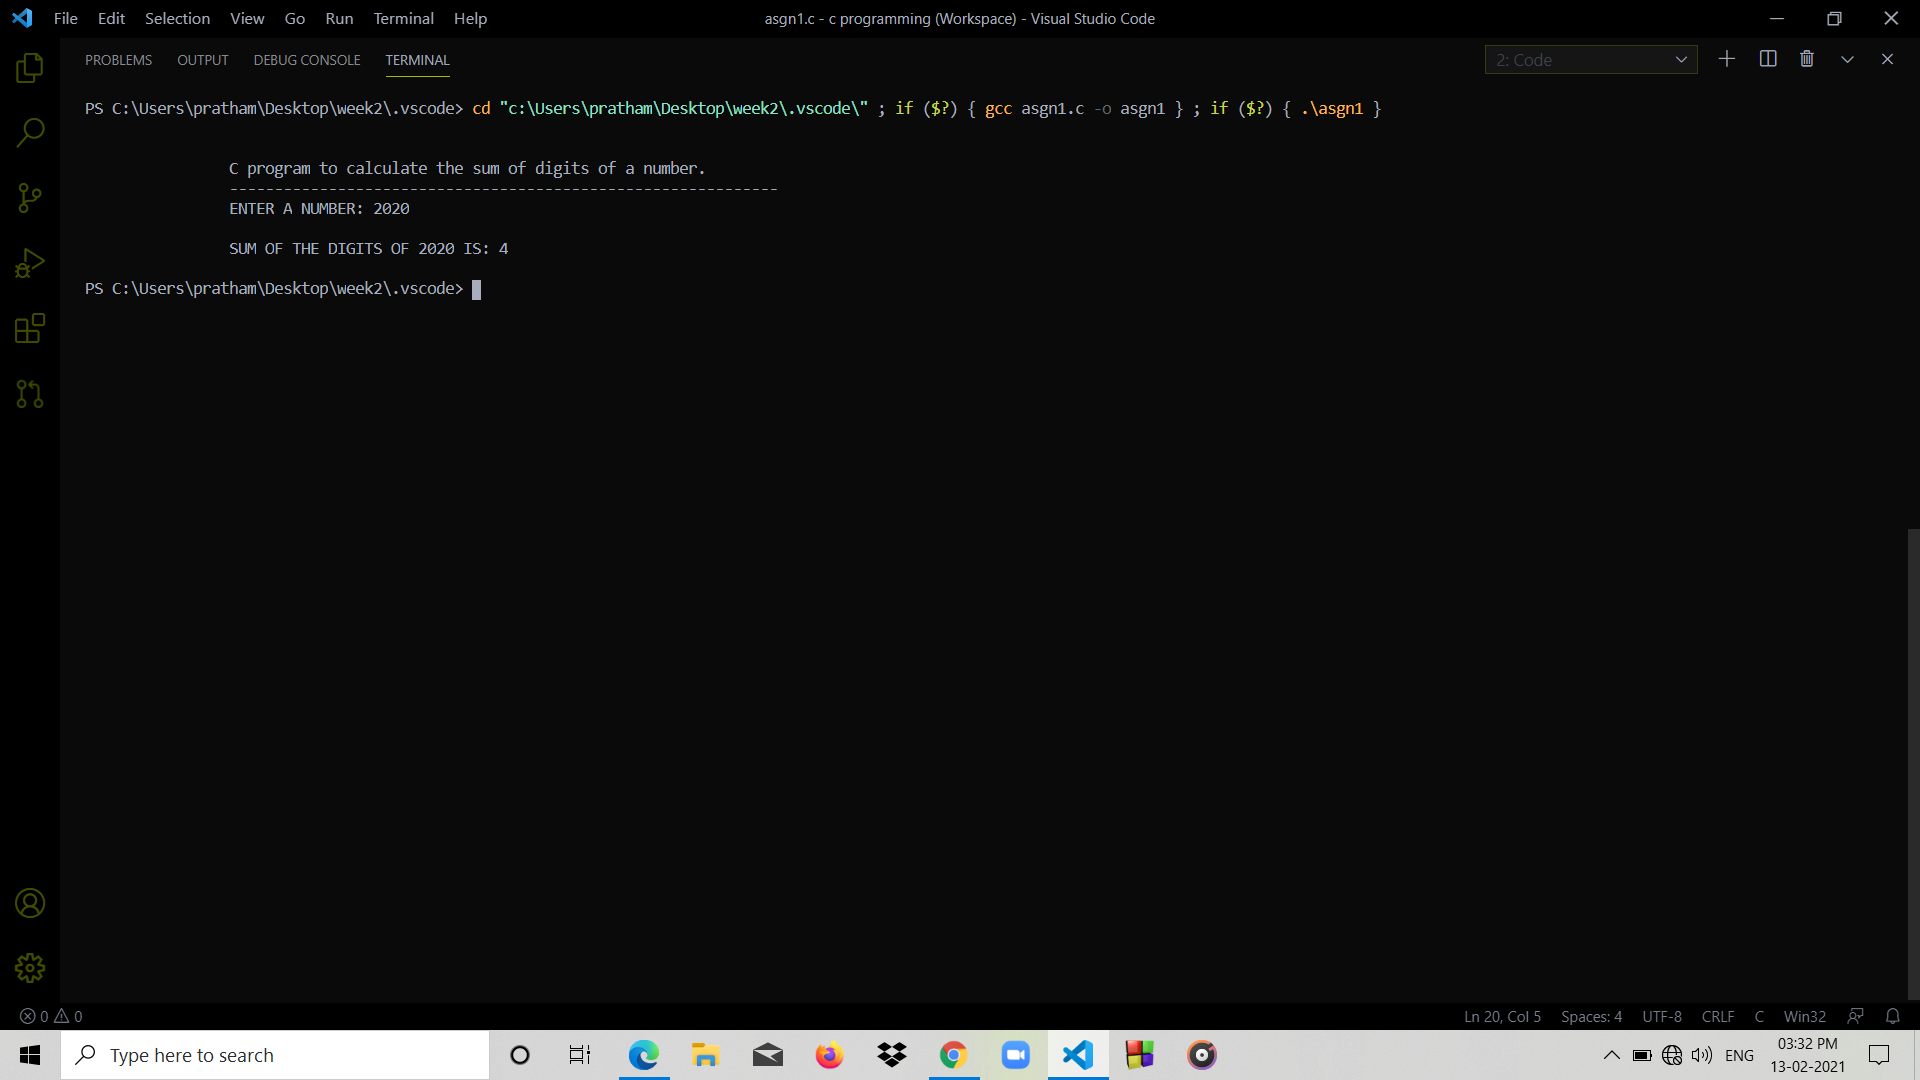 File Edit Selection View Go Run Terminal Help
asgn1.c - c programming (Workspace) - Visual Studio Code
PROBLEMS OUTPUT DEBUG CONSOLE TERMINAL
2: Code
PS C:\Users\pratham\Desktop\week2\.vscode> cd "c:\Users\pratham\Desktop\week2\.vscode\" ; if ($?) { gcc asgn1.c -o asgn1 } ; if ($?) { .\asgn1 }
C program to calculate the sum of digits of a number.
-------------------------------------------------------------
ENTER A NUMBER: 2020
SUM OF THE DIGITS OF 2020 IS: 4
PS C:\Users\pratham\Desktop\week2\.vscode>
0 0
Ln 20, Col 5 Spaces: 4 UTF-8 CRLF C Win32
Type here to search
ENG
03:32 PM
13-02-2021